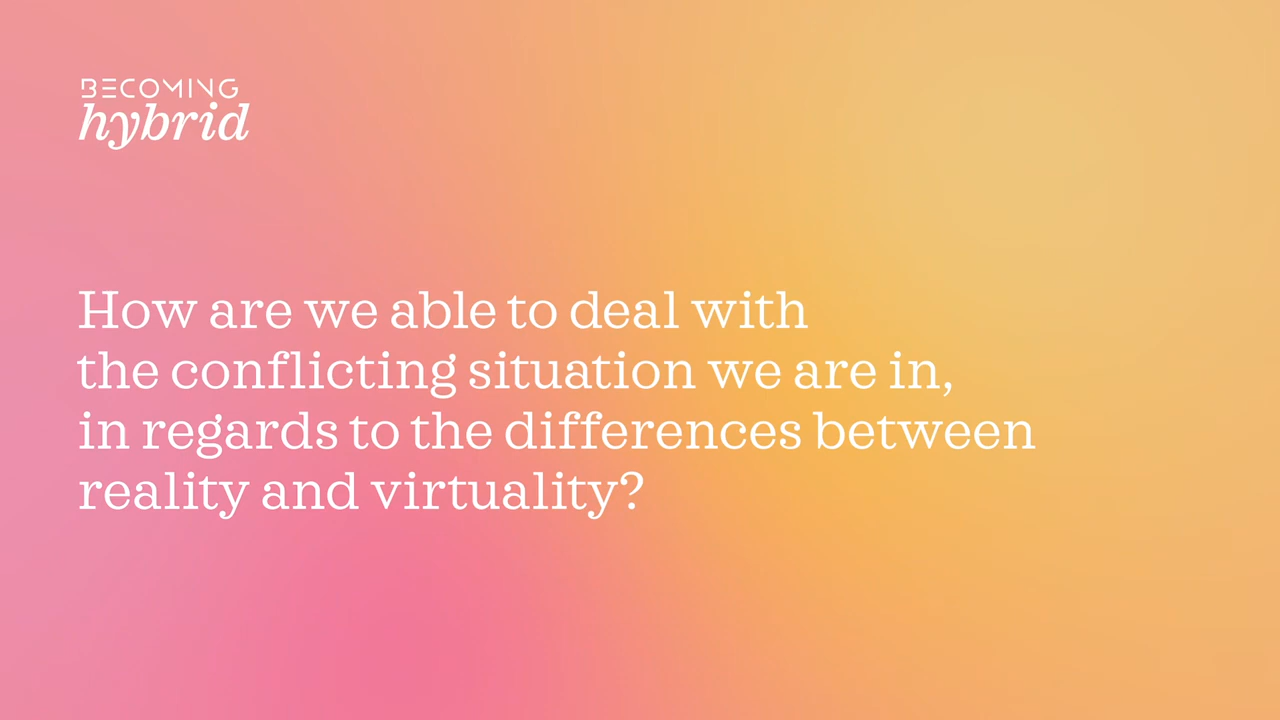 BECOMING
hybrid
How are we able to deal with
the conflicting situation we are in,
in regards to the differences between
reality and virtuality?